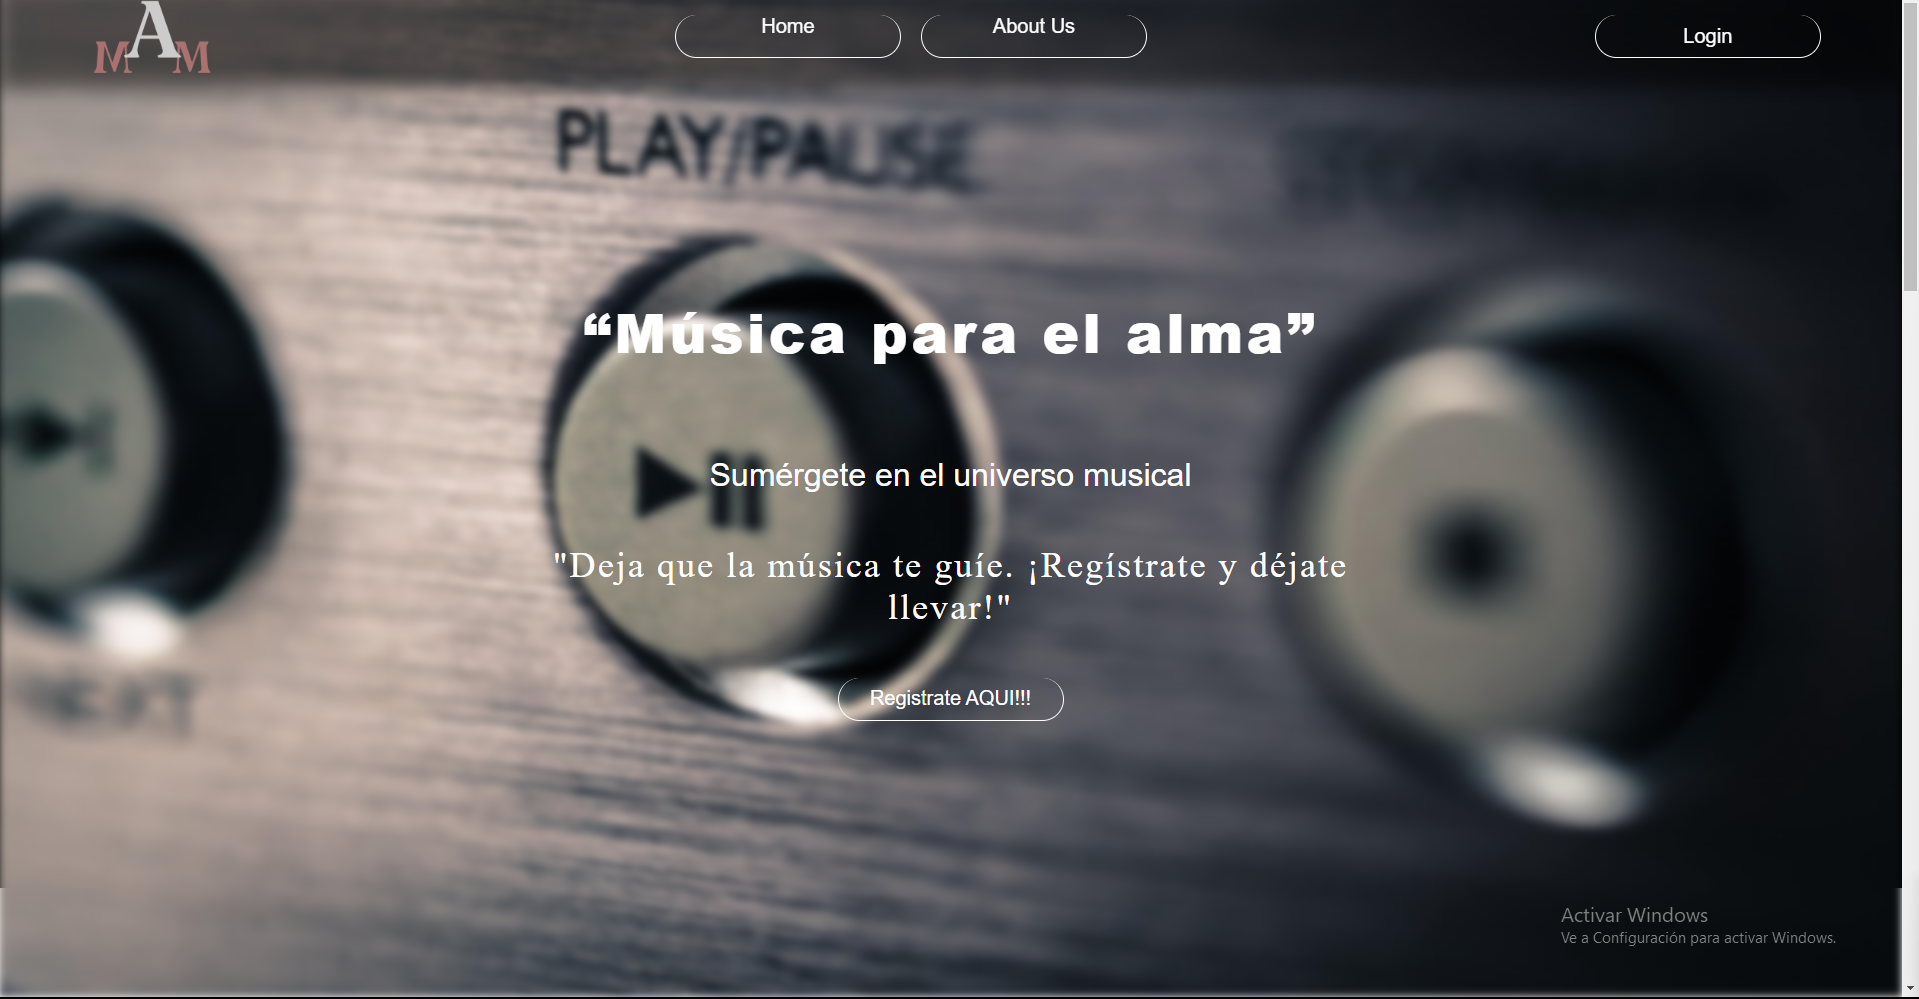 MAM
Home
About Us
Login
PLAY/PAUSE
“Música para el alma”
Sumérgete en el universo musical
"Deja que la música te guíe. ¡Regístrate y déjate
llevar!"
Registrate AQUI!!!
Activar Windows
Ve a Configuración para activar Windows.